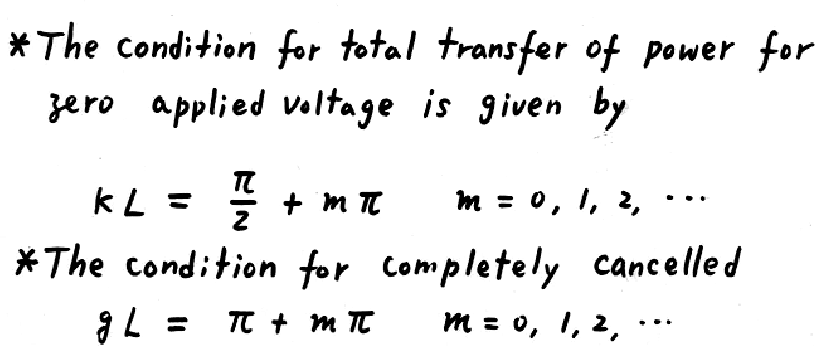 * The condition for total transfer of power for
zero applied voltage is given by
kL = π/2 + mπ    m = 0, 1, 2, ···
* The condition for completely cancelled
gL = π + mπ    m = 0, 1, 2, ···